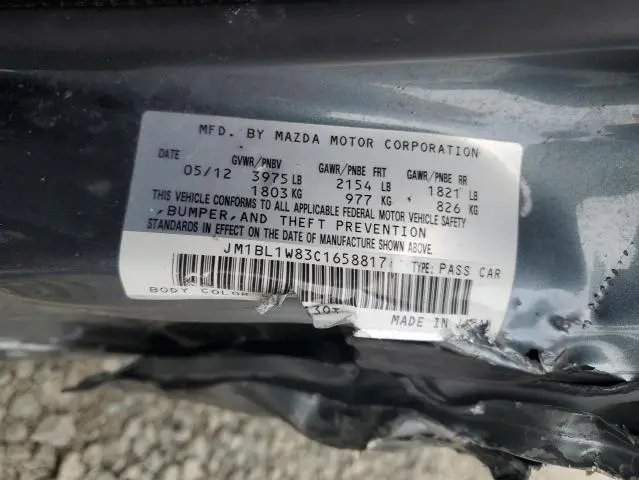 MFD. BY MAZDA MOTOR CORPORATION
DATE GVWR/PNBV GAWR/PNBE FRT GAWR/PNBE RR
05/12 3975 LB 2154 LB 1821 LB
1803 KG 977 KG 826 KG
THIS VEHICLE CONFORMS TO ALL APPLICABLE FEDERAL MOTOR VEHICLE SAFETY
, BUMPER, AND THEFT PREVENTION
STANDARDS IN EFFECT ON THE DATE OF MANUFACTURE SHOWN ABOVE.
JM1BL1W83C1658817 TYPE: PASS CAR
BODY COLOR MADE IN